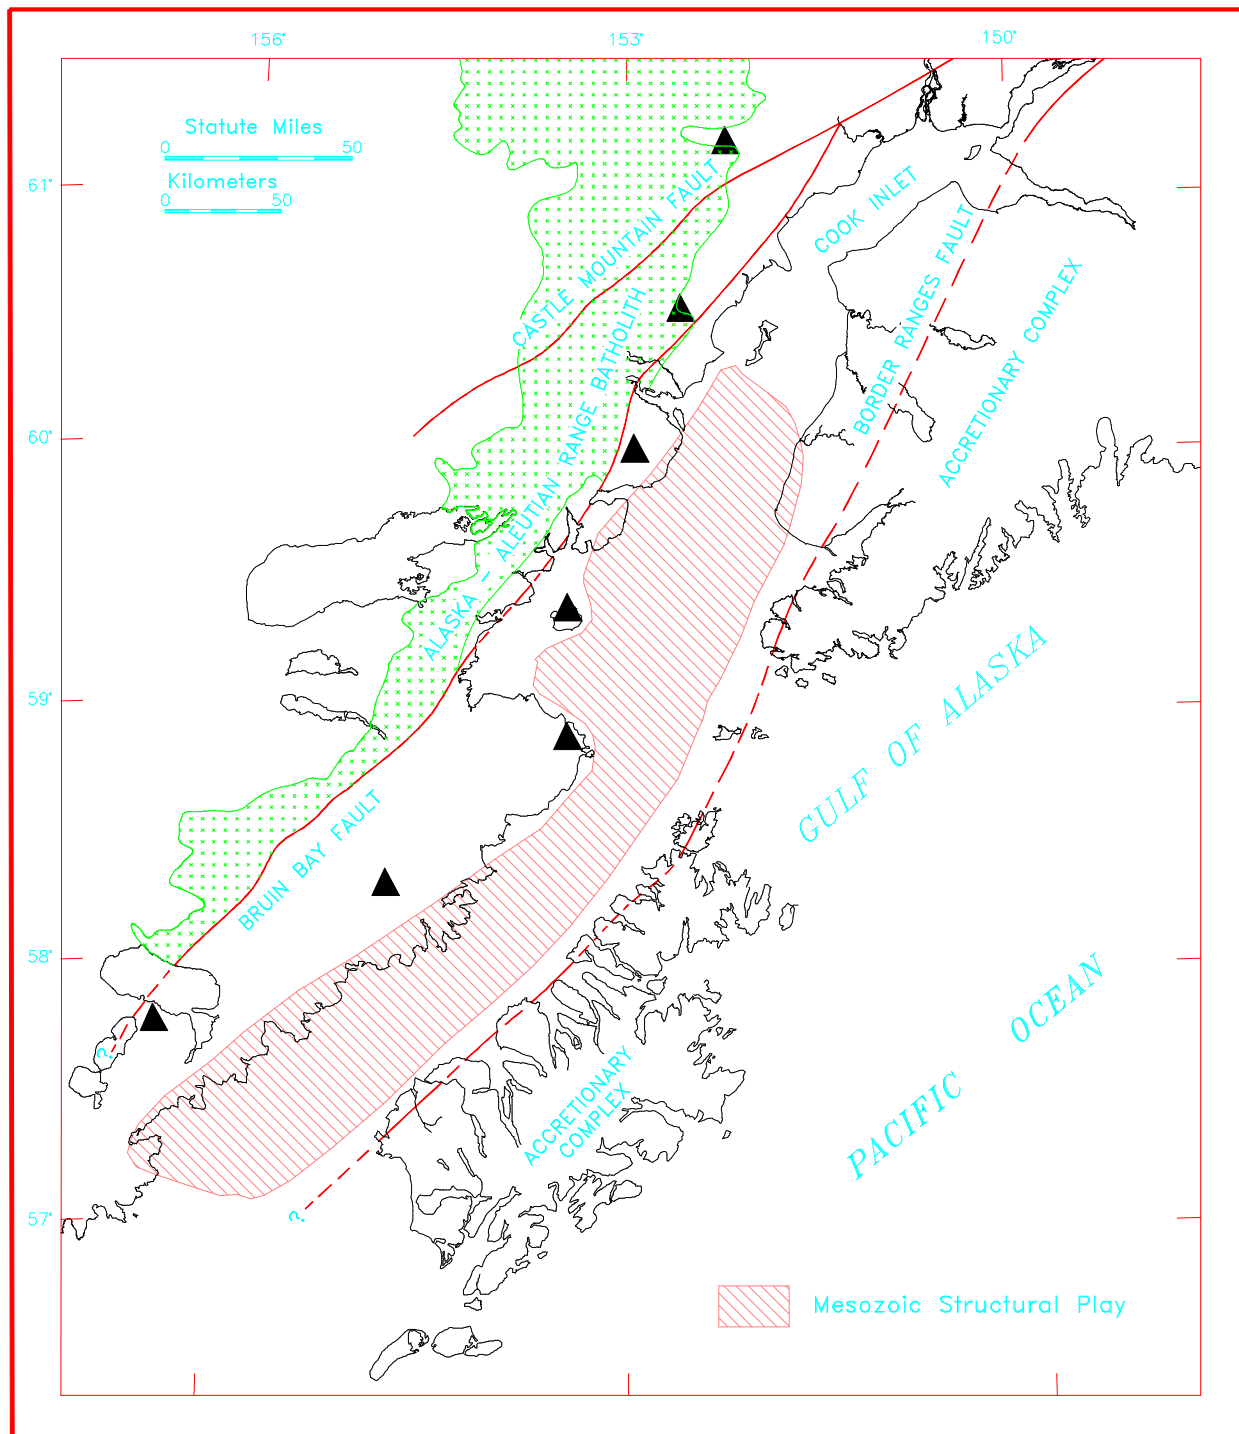 156°
153°
150°
Statute Miles
0 50
Kilometers
0 50
61°
60°
59°
58°
57°
CASTLE MOUNTAIN FAULT
COOK INLET
BORDER RANGES FAULT
ACCRETIONARY COMPLEX
ALASKA - ALEUTIAN RANGE BATHOLITH
GULF OF ALASKA
BRUIN BAY FAULT
?
PACIFIC OCEAN
ACCRETIONARY
COMPLEX
?
Mesozoic Structural Play